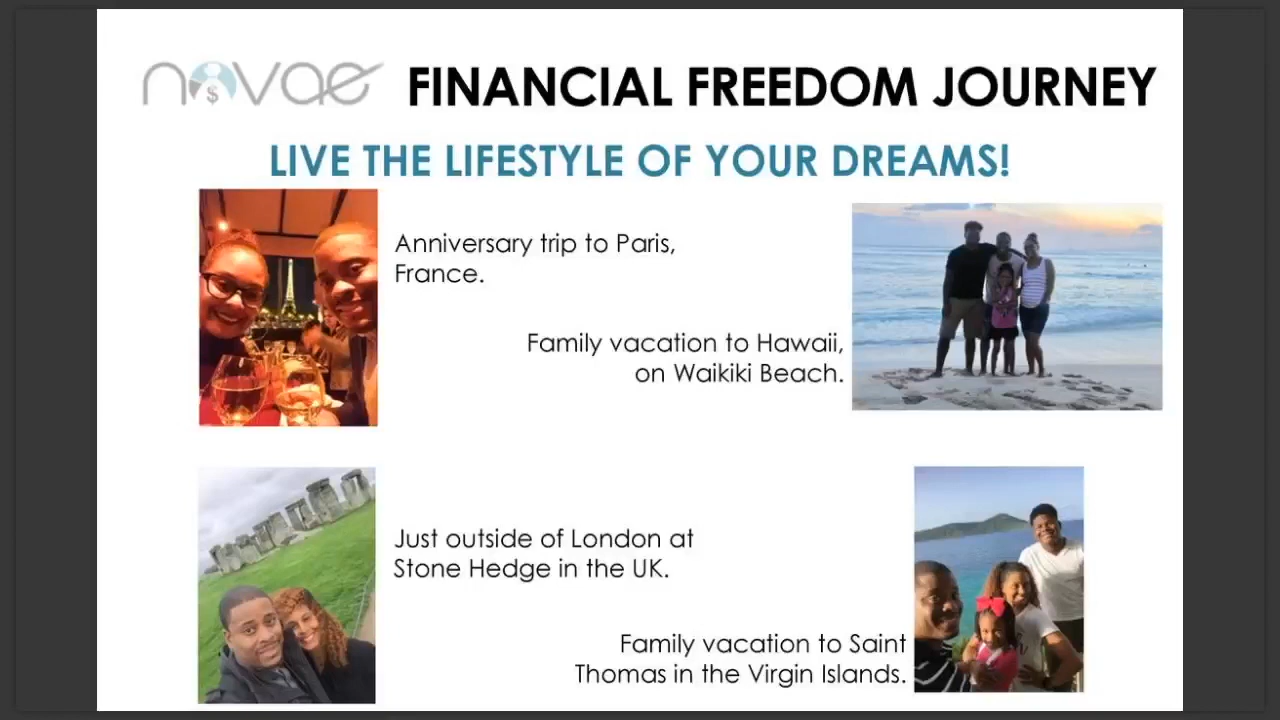 novae FINANCIAL FREEDOM JOURNEY
LIVE THE LIFESTYLE OF YOUR DREAMS!
Anniversary trip to Paris,
France.
Family vacation to Hawaii,
on Waikiki Beach.
Just outside of London at
Stone Hedge in the UK.
Family vacation to Saint
Thomas in the Virgin Islands.